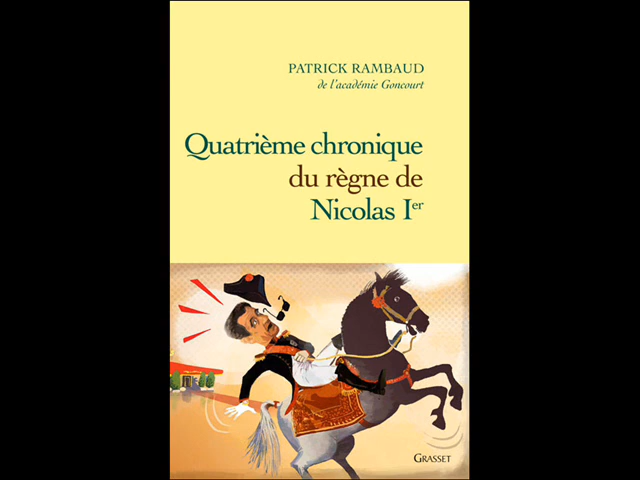 PATRICK RAMBAUD
de l'académie Goncourt
Quatrième chronique
du règne de
Nicolas Ier
GRASSET